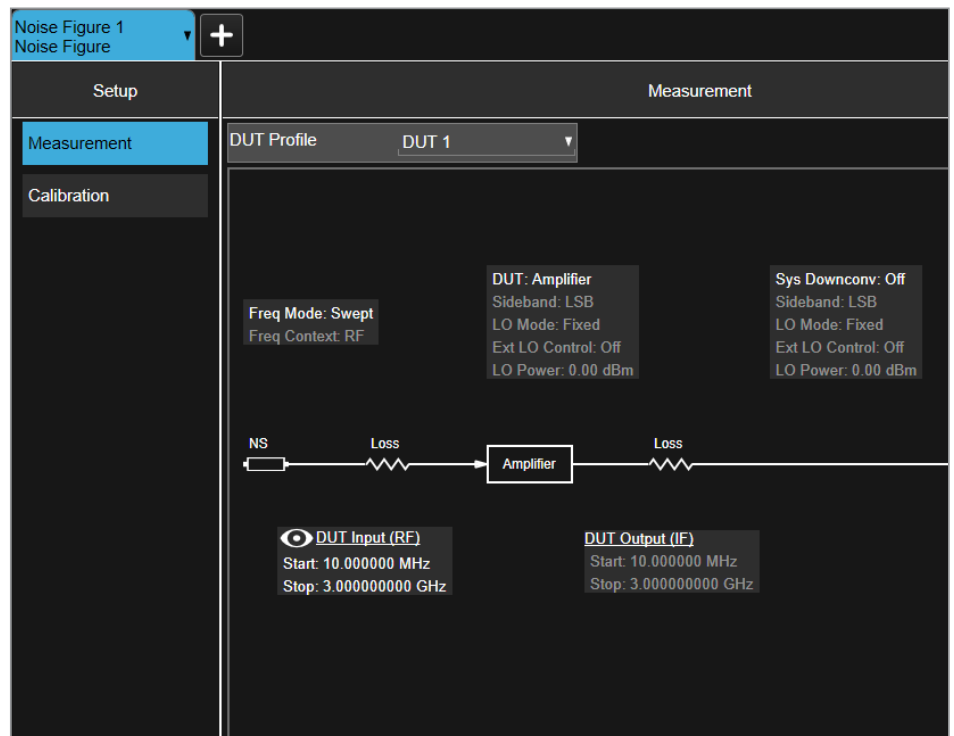 Noise Figure 1
Noise Figure
Setup
Measurement
Measurement
Calibration
DUT Profile
DUT 1
Freq Mode: Swept
Freq Context: RF
DUT: Amplifier
Sideband: LSB
LO Mode: Fixed
Ext LO Control: Off
LO Power: 0.00 dBm
Sys Downconv: Off
Sideband: LSB
LO Mode: Fixed
Ext LO Control: Off
LO Power: 0.00 dBm
NS
Loss
Amplifier
Loss
DUT Input (RF)
Start: 10.000000 MHz
Stop: 3.000000000 GHz
DUT Output (IF)
Start: 10.000000 MHz
Stop: 3.000000000 GHz